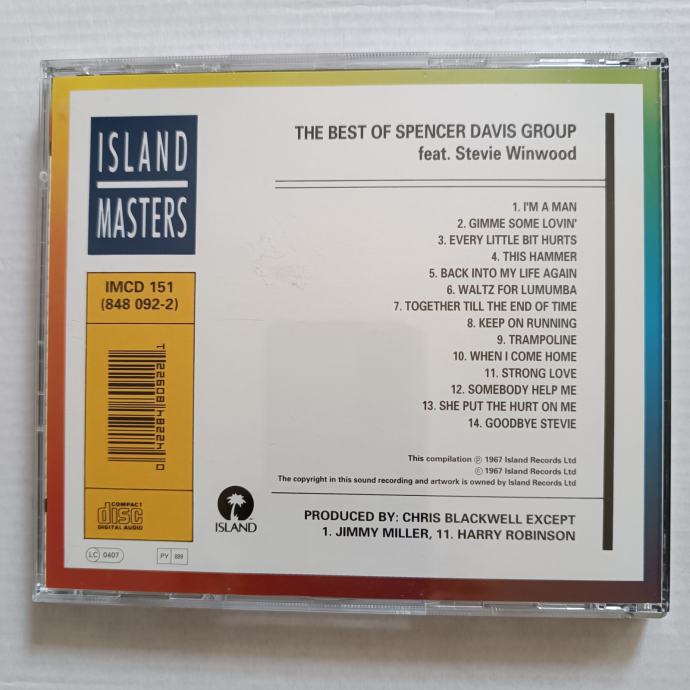 ISLAND
MASTERS
IMCD 151
(848 092-2)
COMPACT
disc
DIGITAL AUDIO
LC 0407
PY 899
ISLAND
THE BEST OF SPENCER DAVIS GROUP
feat. Stevie Winwood
1. I'M A MAN
2. GIMME SOME LOVIN'
3. EVERY LITTLE BIT HURTS
4. THIS HAMMER
5. BACK INTO MY LIFE AGAIN
6. WALTZ FOR LUMUMBA
7. TOGETHER TILL THE END OF TIME
8. KEEP ON RUNNING
9. TRAMPOLINE
10. WHEN I COME HOME
11. STRONG LOVE
12. SOMEBODY HELP ME
13. SHE PUT THE HURT ON ME
14. GOODBYE STEVIE
This compilation ℗ 1967 Island Records Ltd
© 1967 Island Records Ltd
The copyright in this sound recording and artwork is owned by Island Records Ltd
PRODUCED BY: CHRIS BLACKWELL EXCEPT
1. JIMMY MILLER, 11. HARRY ROBINSON